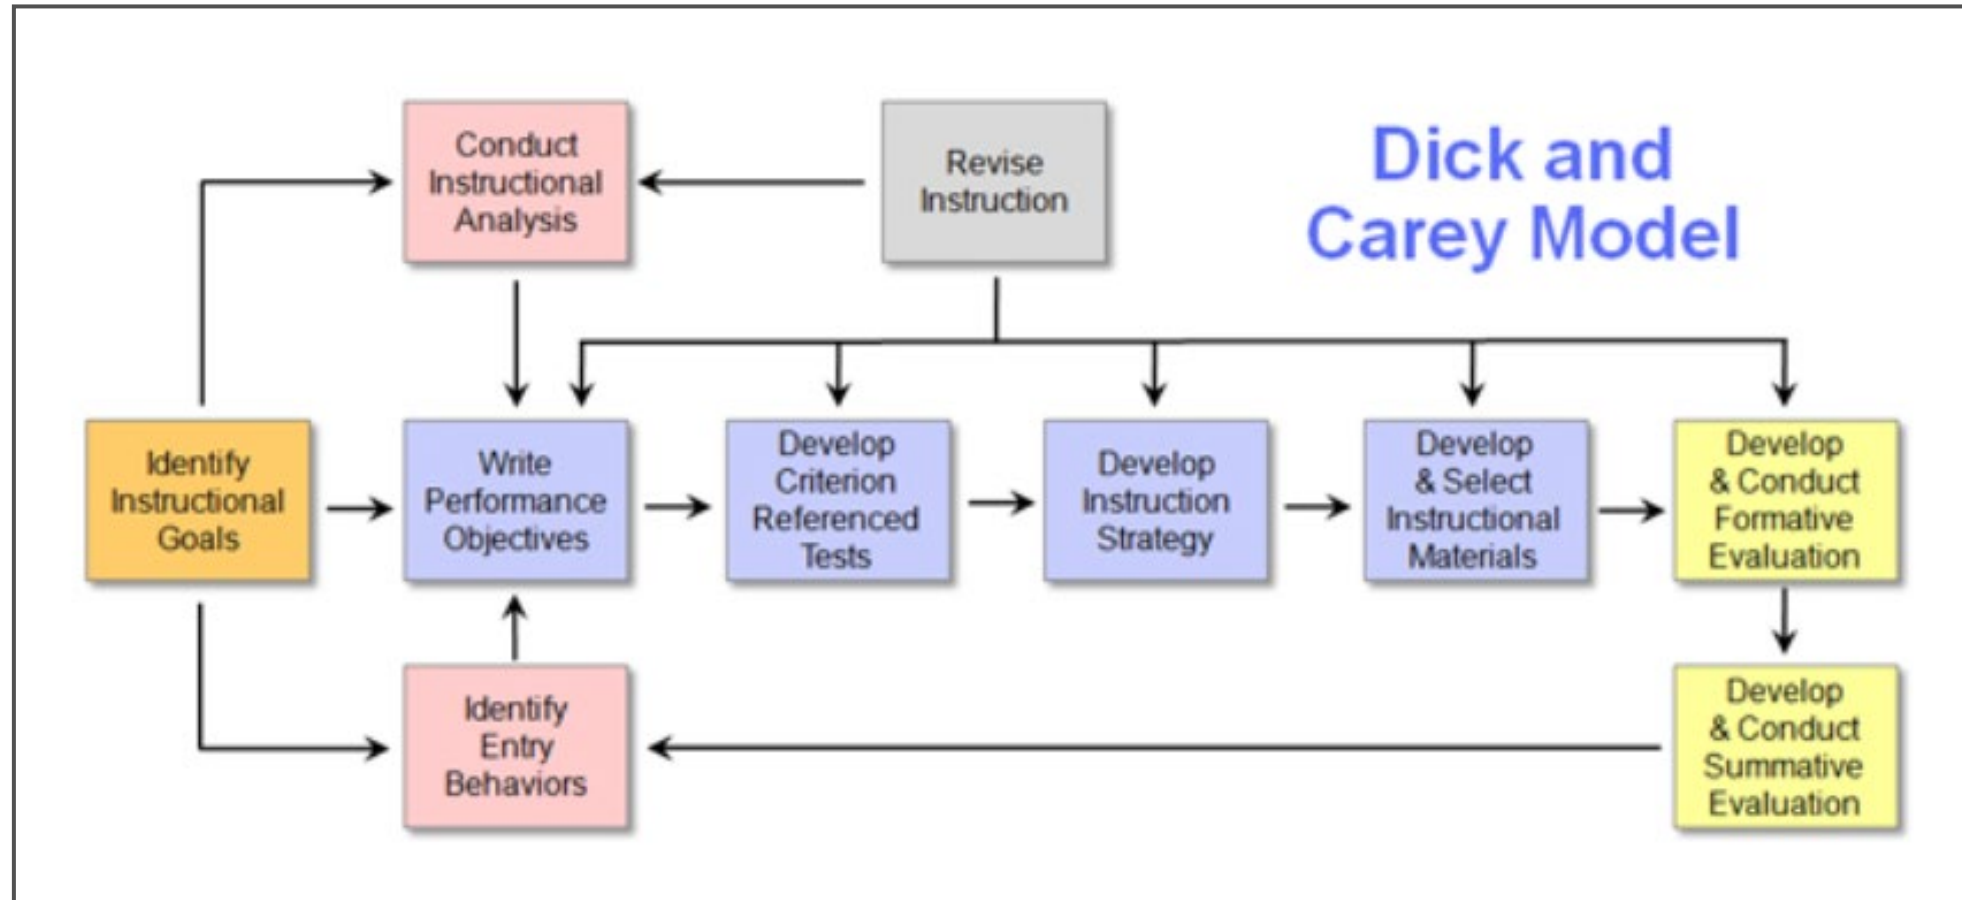 Conduct
Instructional
Analysis
Revise
Instruction
Dick and
Carey Model
Identify
Instructional
Goals
Write
Performance
Objectives
Develop
Criterion
Referenced
Tests
Develop
Instruction
Strategy
Develop
& Select
Instructional
Materials
Develop
& Conduct
Formative
Evaluation
Identify
Entry
Behaviors
Develop
& Conduct
Summative
Evaluation